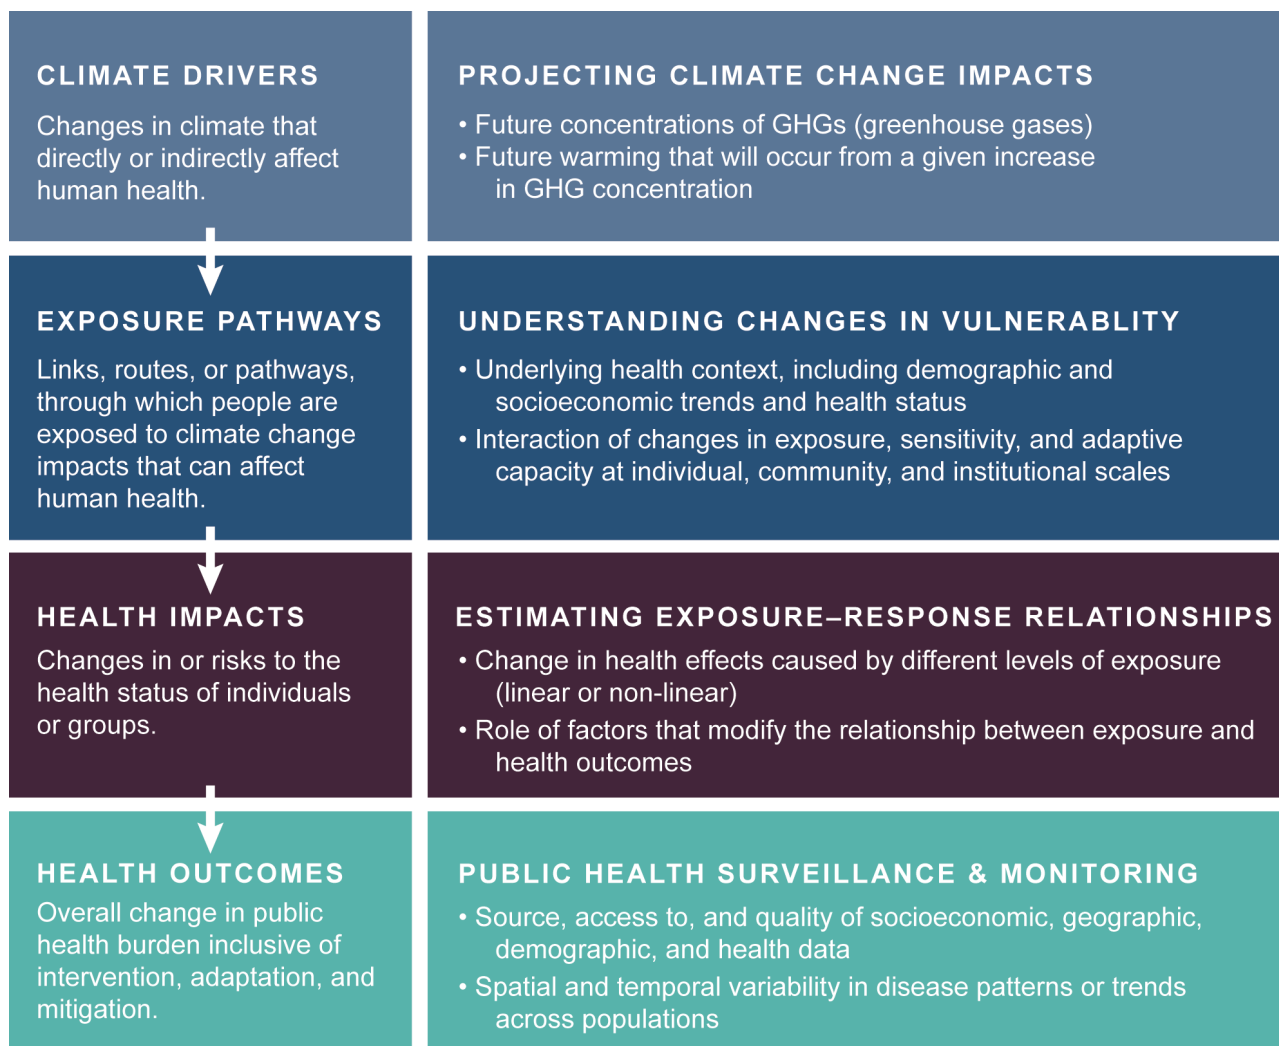 CLIMATE DRIVERS
Changes in climate that
directly or indirectly affect
human health.
PROJECTING CLIMATE CHANGE IMPACTS
• Future concentrations of GHGs (greenhouse gases)
• Future warming that will occur from a given increase
in GHG concentration
EXPOSURE PATHWAYS
Links, routes, or pathways,
through which people are
exposed to climate change
impacts that can affect
human health.
UNDERSTANDING CHANGES IN VULNERABLITY
• Underlying health context, including demographic and
socioeconomic trends and health status
• Interaction of changes in exposure, sensitivity, and adaptive
capacity at individual, community, and institutional scales
HEALTH IMPACTS
Changes in or risks to the
health status of individuals
or groups.
ESTIMATING EXPOSURE–RESPONSE RELATIONSHIPS
• Change in health effects caused by different levels of exposure
(linear or non-linear)
• Role of factors that modify the relationship between exposure and
health outcomes
HEALTH OUTCOMES
Overall change in public
health burden inclusive of
intervention, adaptation, and
mitigation.
PUBLIC HEALTH SURVEILLANCE & MONITORING
• Source, access to, and quality of socioeconomic, geographic,
demographic, and health data
• Spatial and temporal variability in disease patterns or trends
across populations